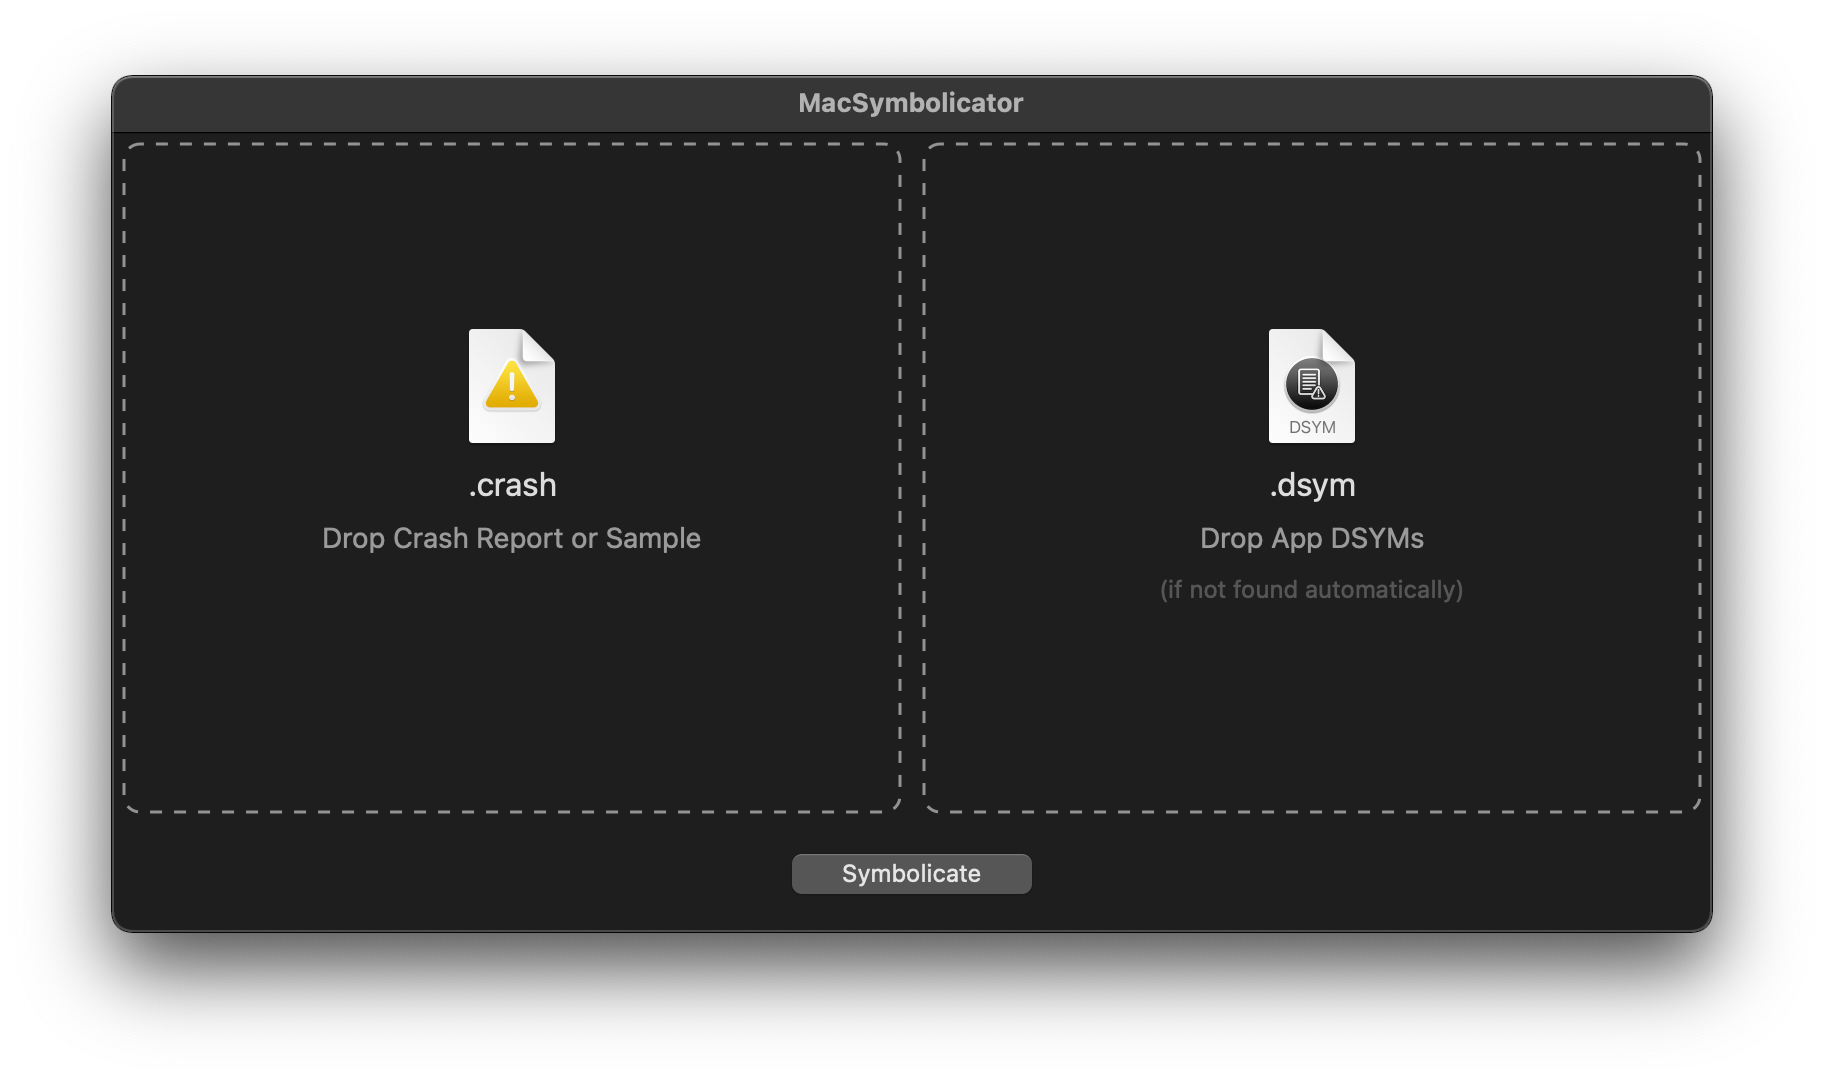 MacSymbolicator
.crash
Drop Crash Report or Sample
DSYM
.dsym
Drop App DSYMs
(if not found automatically)
Symbolicate